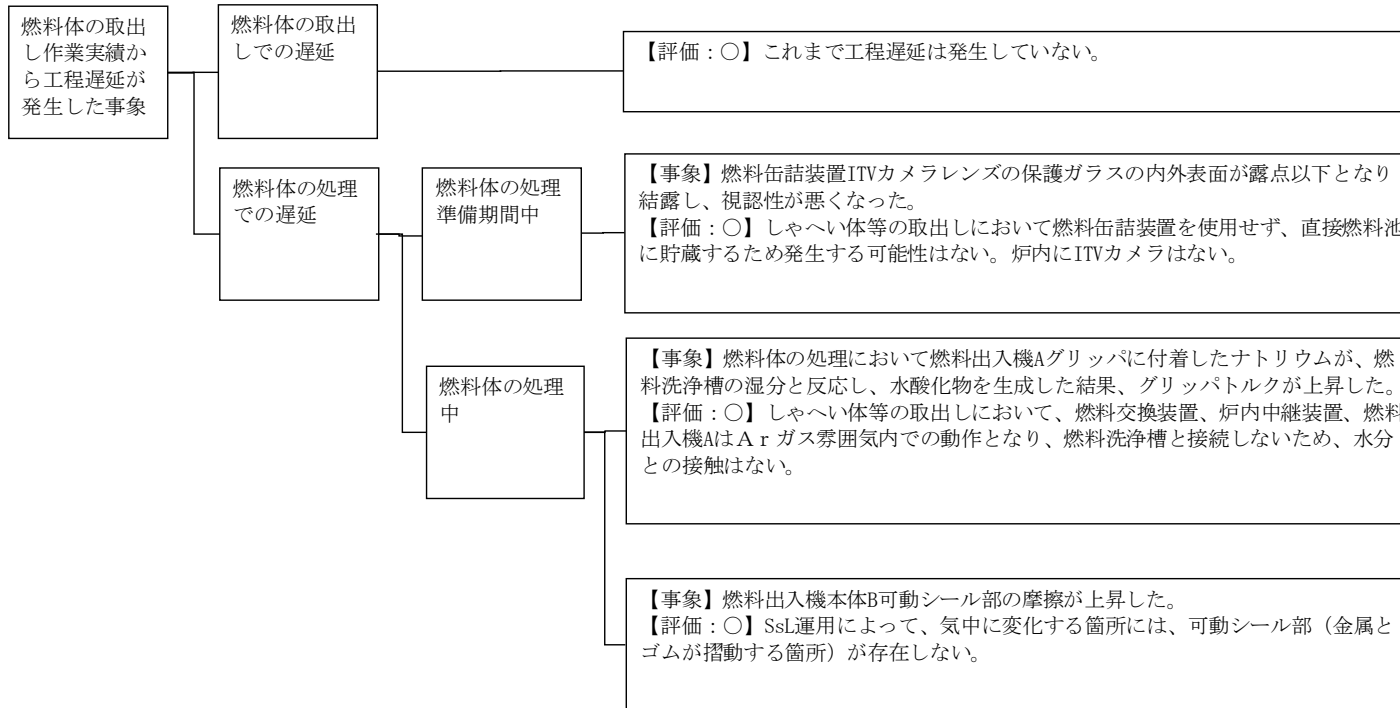 燃料体の取出
し作業実績か
ら工程遅延が
発生した事象
燃料体の取出
しでの遅延
【評価：〇】これまで工程遅延は発生していない。
燃料体の処理
での遅延
燃料体の処理
準備期間中
【事象】燃料缶詰装置ITVカメラレンズの保護ガラスの内外表面が露点以下となり
結露し、視認性が悪くなった。
【評価：〇】しゃへい体等の取出しにおいて燃料缶詰装置を使用せず、直接燃料池
に貯蔵するため発生する可能性はない。炉内にITVカメラはない。
燃料体の処理
中
【事象】燃料体の処理において燃料出入機Aグリッパに付着したナトリウムが、燃
料洗浄槽の湿分と反応し、水酸化物を生成した結果、グリッパトルクが上昇した。
【評価：〇】しゃへい体等の取出しにおいて、燃料交換装置、炉内中継装置、燃料
出入機AはＡｒガス雰囲気内での動作となり、燃料洗浄槽と接続しないため、水分
との接触はない。
【事象】燃料出入機本体B可動シール部の摩擦が上昇した。
【評価：〇】SsL運用によって、気中に変化する箇所には、可動シール部（金属と
ゴムが摺動する箇所）が存在しない。